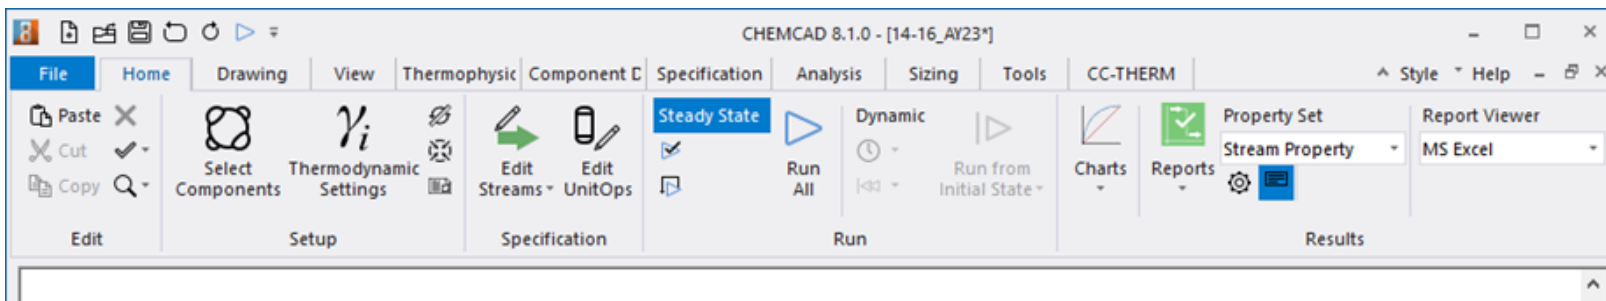 CHEMCAD 8.1.0 - [14-16_AY23*]
File Home Drawing View Thermophysic Component D Specification Analysis Sizing Tools CC-THERM Style Help
Paste
Cut
Copy
Edit
Select
Components
γi
Thermodynamic
Settings
Setup
Edit
Streams
Edit
UnitOps
Specification
Steady State
Run
All
Dynamic
Run from
Initial State
Run
Charts
Reports
Property Set
Stream Property
Report Viewer
MS Excel
Results